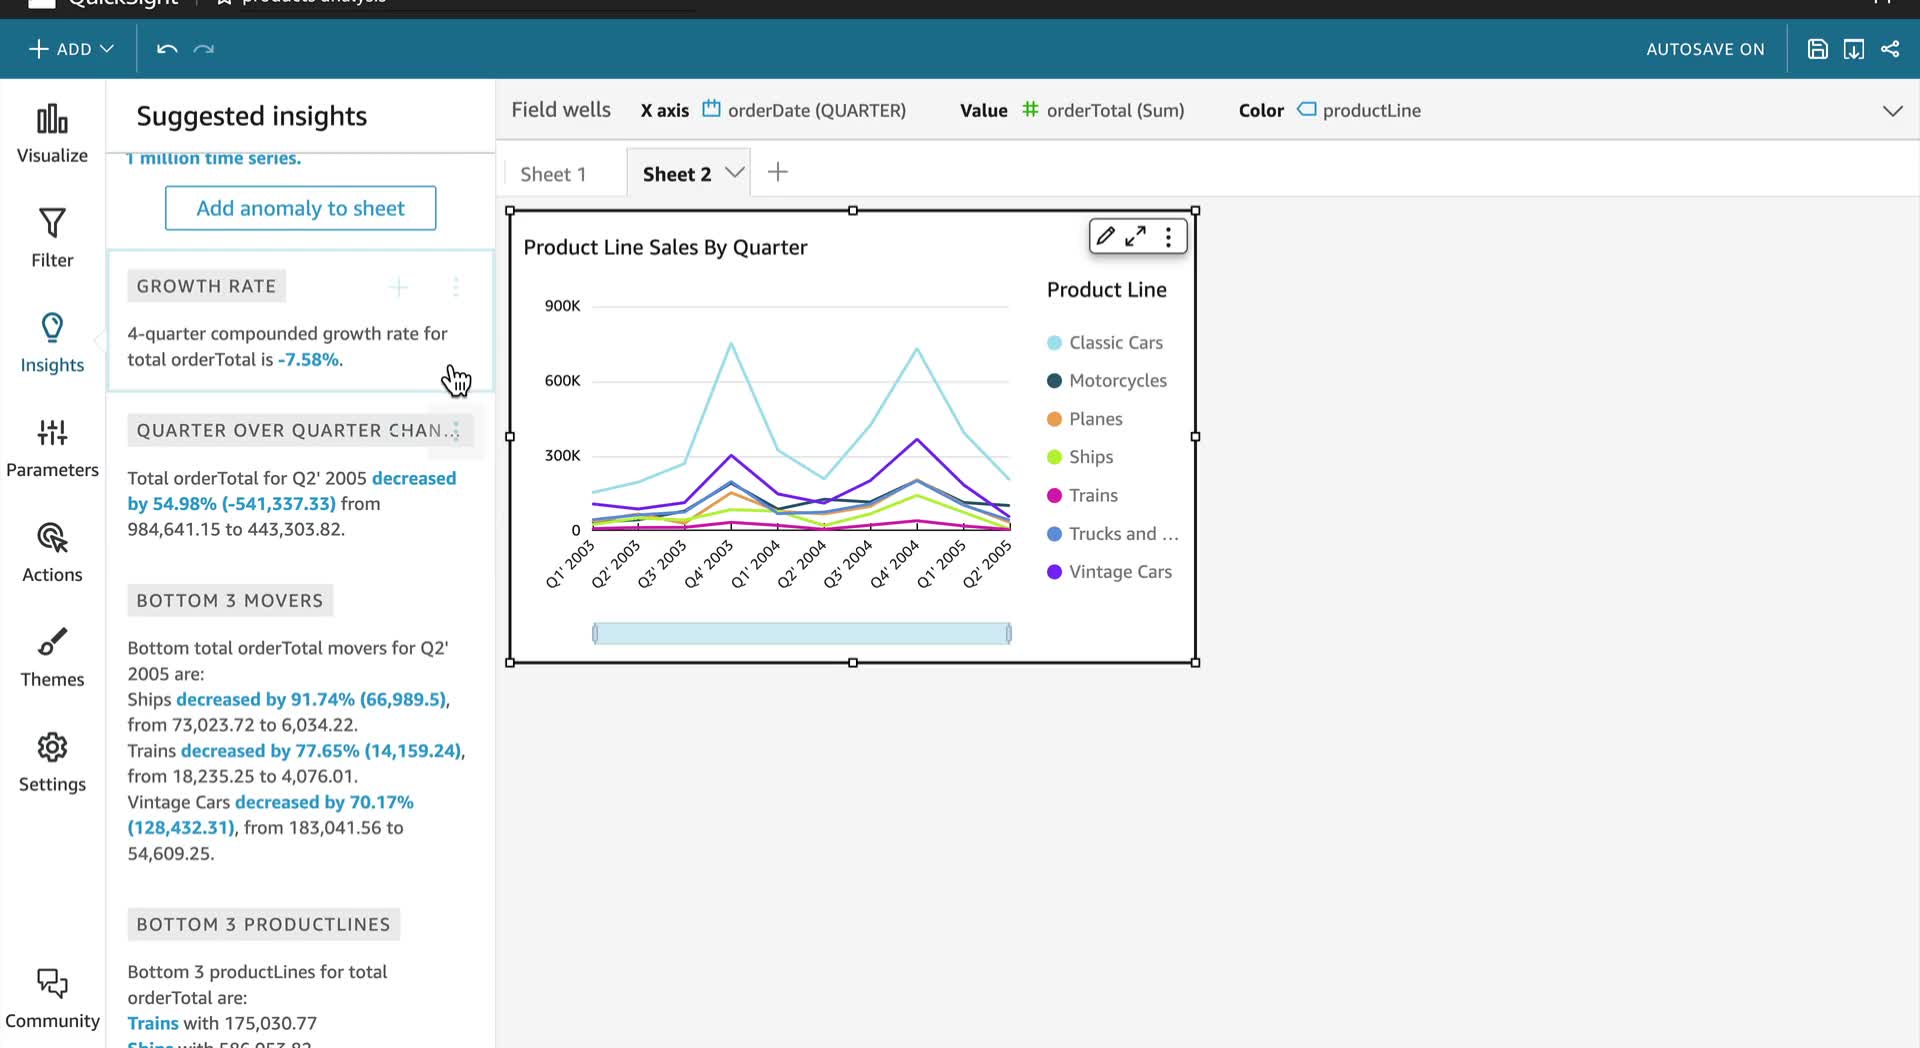 QuickSight products analysis
ADD
AUTOSAVE ON
Visualize
Filter
Insights
Parameters
Actions
Themes
Settings
Community
Suggested insights
1 million time series.
Add anomaly to sheet
GROWTH RATE
4-quarter compounded growth rate for
total orderTotal is -7.58%.
QUARTER OVER QUARTER CHAN...
Total orderTotal for Q2' 2005 decreased
by 54.98% (-541,337.33) from
984,641.15 to 443,303.82.
BOTTOM 3 MOVERS
Bottom total orderTotal movers for Q2'
2005 are:
Ships decreased by 91.74% (66,989.5),
from 73,023.72 to 6,034.22.
Trains decreased by 77.65% (14,159.24),
from 18,235.25 to 4,076.01.
Vintage Cars decreased by 70.17%
(128,432.31), from 183,041.56 to
54,609.25.
BOTTOM 3 PRODUCTLINES
Bottom 3 productLines for total
orderTotal are:
Trains with 175,030.77
Field wells X axis orderDate (QUARTER) Value orderTotal (Sum) Color productLine
Sheet 1 Sheet 2
Product Line Sales By Quarter
900K
600K
300K
0
Q1' 2003
Q2' 2003
Q3' 2003
Q4' 2003
Q1' 2004
Q2' 2004
Q3' 2004
Q4' 2004
Q1' 2005
Q2' 2005
Product Line
Classic Cars
Motorcycles
Planes
Ships
Trains
Trucks and ...
Vintage Cars